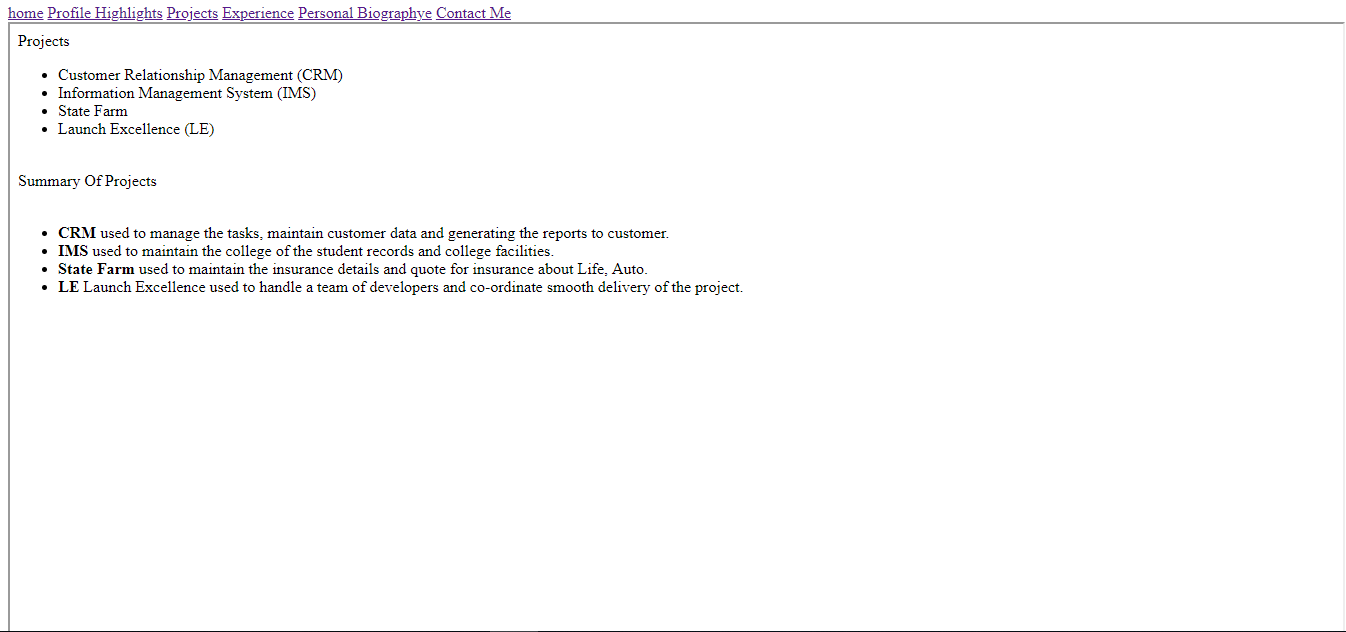 home Profile Highlights Projects Experience Personal Biographye Contact Me
Projects
Customer Relationship Management (CRM)
Information Management System (IMS)
State Farm
Launch Excellence (LE)
Summary Of Projects
CRM used to manage the tasks, maintain customer data and generating the reports to customer.
IMS used to maintain the college of the student records and college facilities.
State Farm used to maintain the insurance details and quote for insurance about Life, Auto.
LE Launch Excellence used to handle a team of developers and co-ordinate smooth delivery of the project.